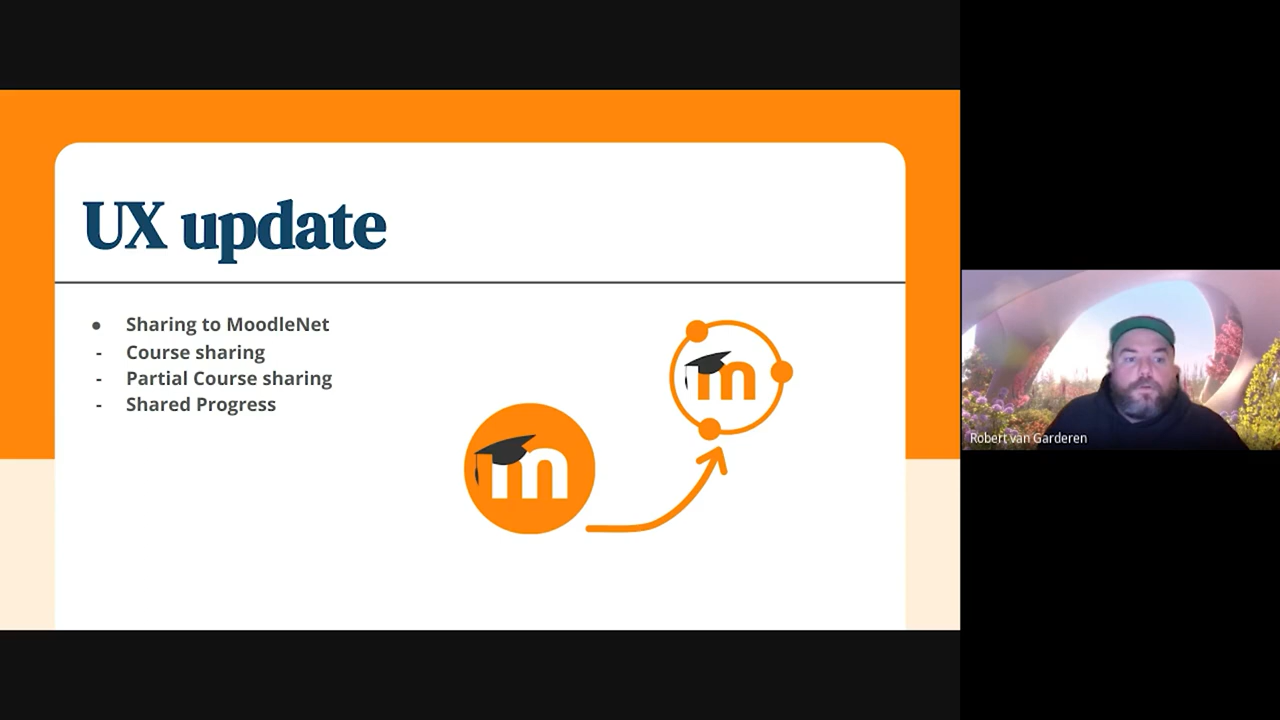 UX update
● Sharing to MoodleNet
- Course sharing
- Partial Course sharing
- Shared Progress
m
m
Robert van Garderen